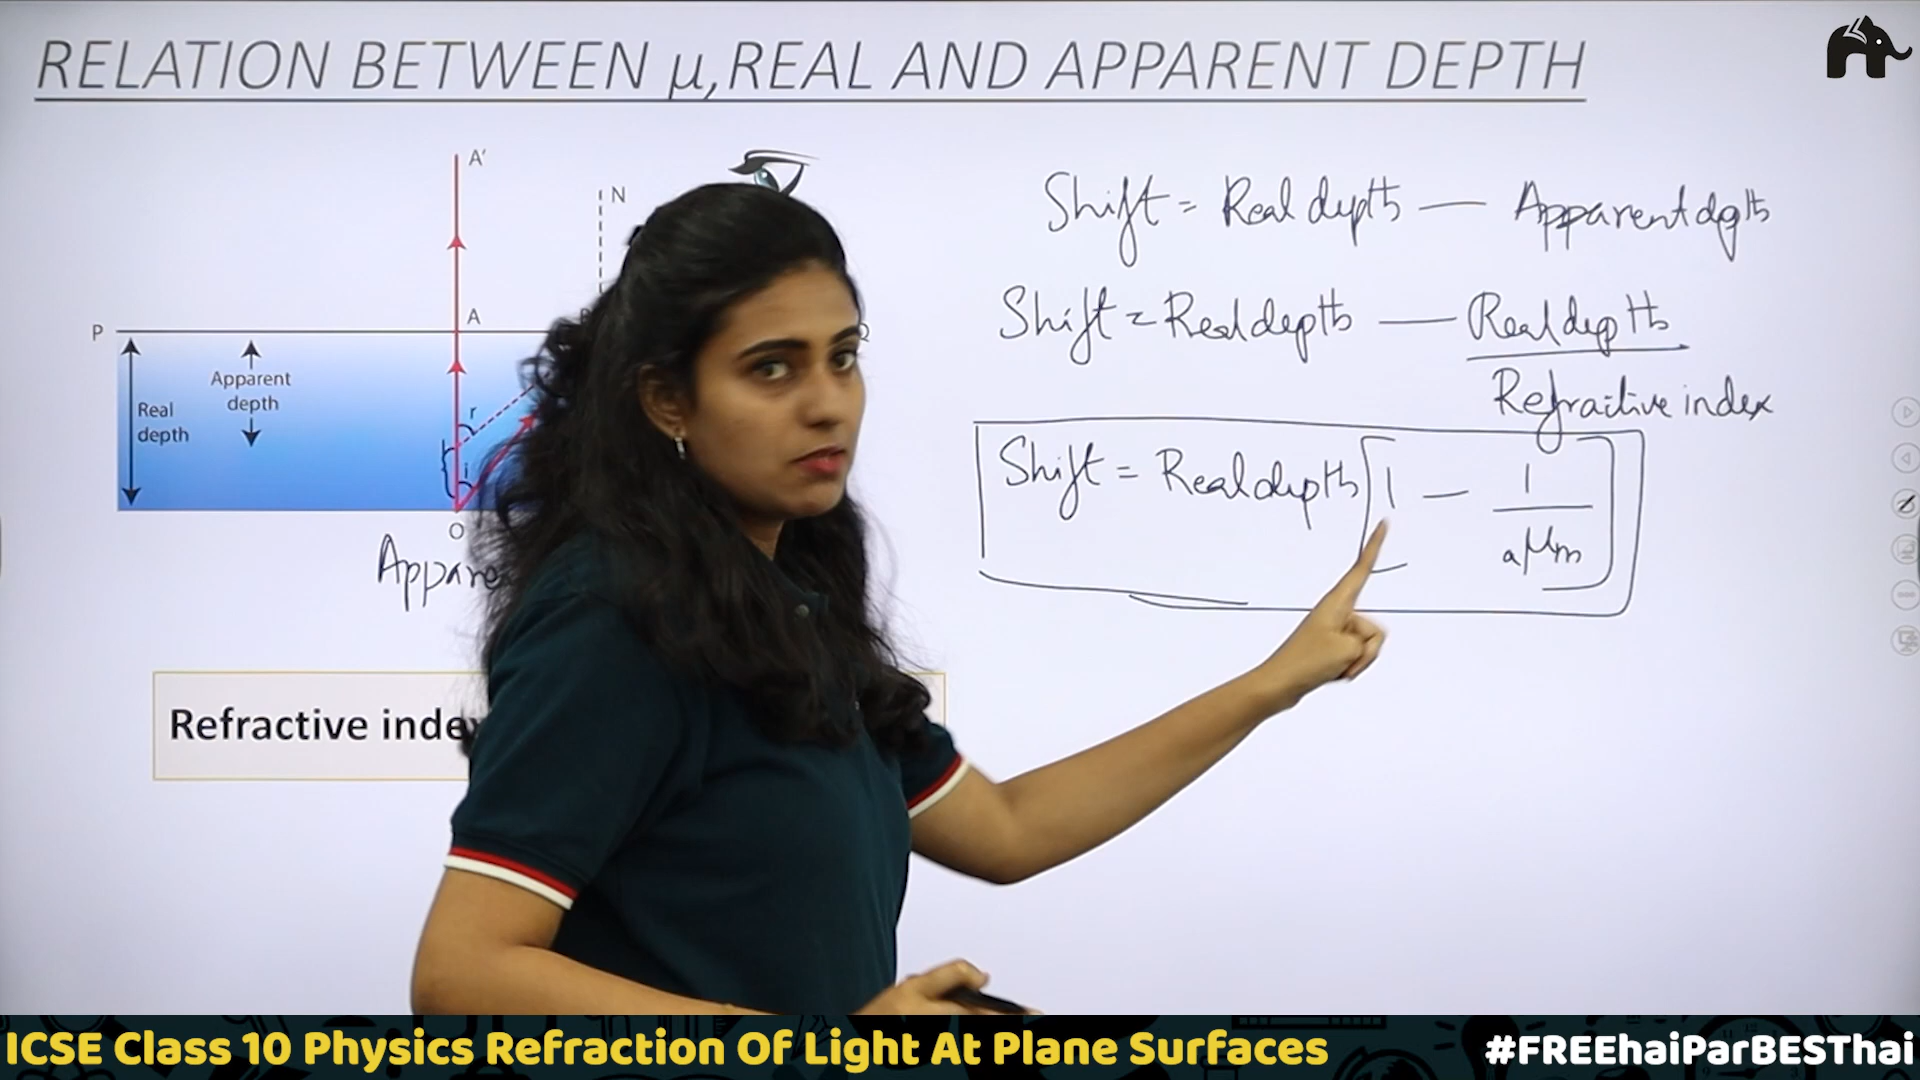 RELATION BETWEEN μ,REAL AND APPARENT DEPTH
A'
N
A
P
Apparent
depth
Real
depth
r
i
O
Shift = Real depth — Apparent depth
Shift = Real depth — Real depth
Refractive index
Shift = Real depth [1 — 1
aμm]
Appare
Refractive index
ICSE Class 10 Physics Refraction Of Light At Plane Surfaces
#FREEhaiParBESThai